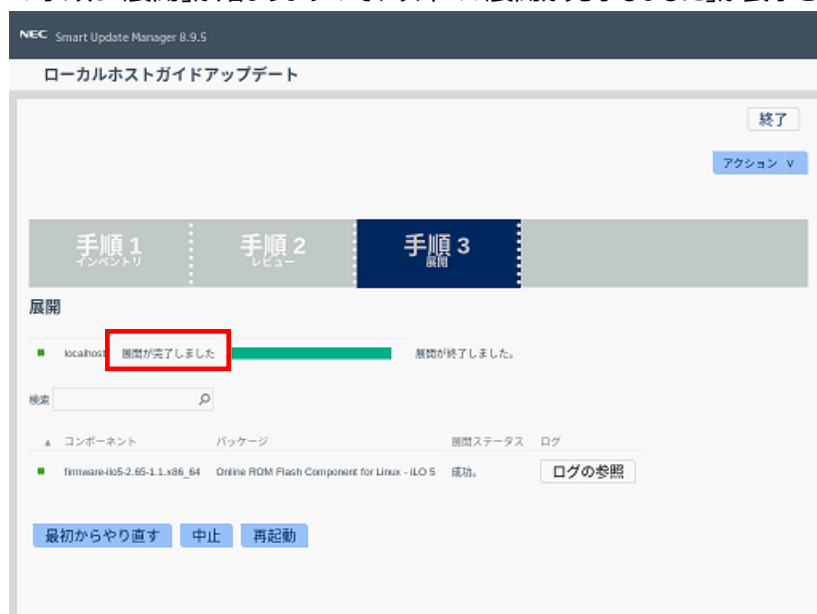 NEC Smart Update Manager 8.9.5
ローカルホストガイドアップデート
終了
アクション ∨
手順 1
インベントリ
手順 2
レビュー
手順 3
展開
展開
localhost 展開が完了しました 展開が終了しました。
検索
▲ コンポーネント パッケージ 展開ステータス ログ
firmware-ilo5-2.65-1.1.x86_64 Online ROM Flash Component for Linux - iLO 5 成功。 ログの参照
最初からやり直す 中止 再起動